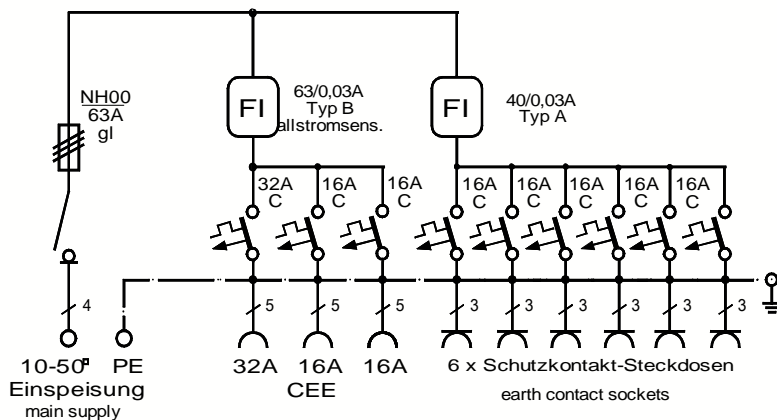 NH00
63A
gl
FI
63/0,03A
Typ B
allstromsens.
FI
40/0,03A
Typ A
32A
C
16A
C
16A
C
16A
C
16A
C
16A
C
16A
C
16A
C
4
5
5
5
3
3
3
3
3
3
10-50
PE
Einspeisung
main supply
32A
16A
16A
CEE
6 x Schutzkontakt-Steckdosen
earth contact sockets